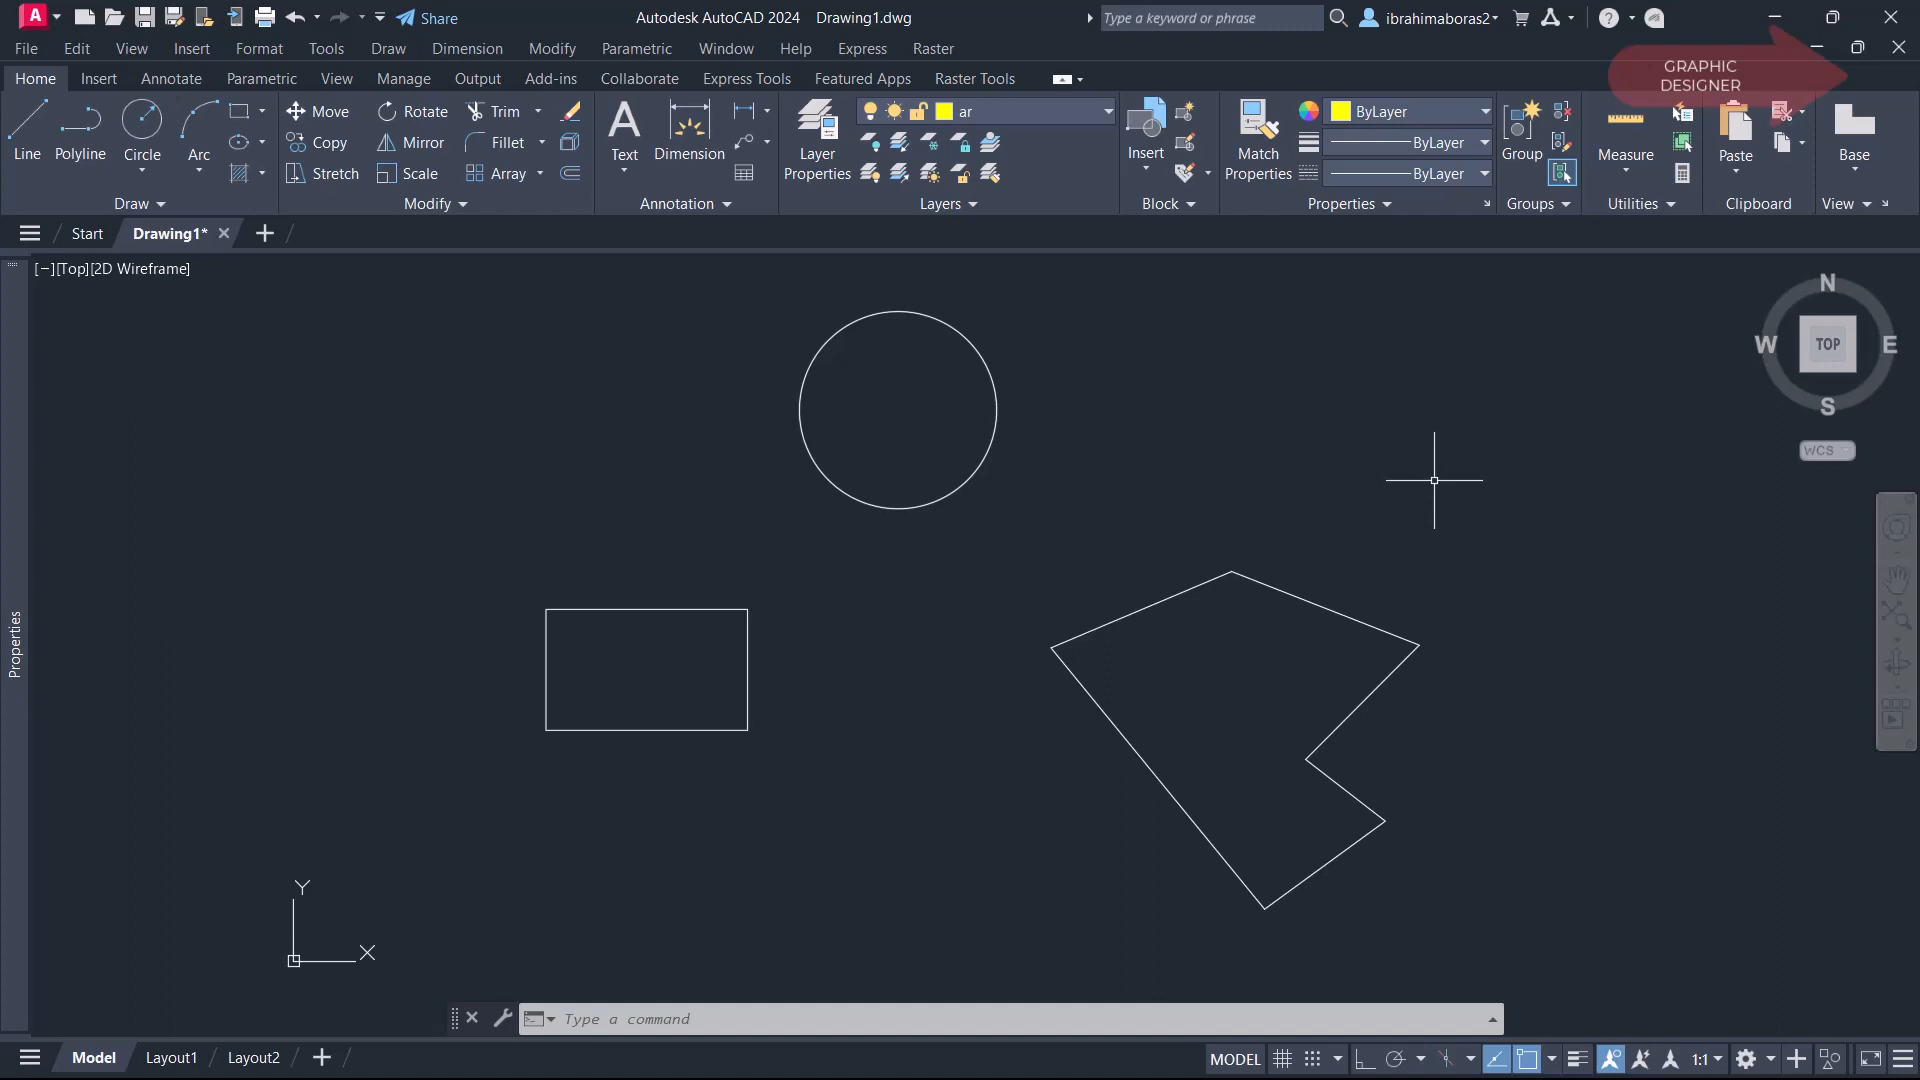 A Share Autodesk AutoCAD 2024 Drawing1.dwg Type a keyword or phrase ibrahimaboras2
File Edit View Insert Format Tools Draw Dimension Modify Parametric Window Help Express Raster
GRAPHIC
DESIGNER
Home Insert Annotate Parametric View Manage Output Add-ins Collaborate Express Tools Featured Apps Raster Tools
Move Rotate Trim ar ByLayer
Copy Mirror Fillet ByLayer
Line Polyline Circle Arc Text Dimension Layer Insert Match Group Measure Paste Base
Stretch Scale Array Properties Properties ByLayer
Draw Modify Annotation Layers Block Properties Groups Utilities Clipboard View
Start Drawing1* +
[−][Top][2D Wireframe]
N
W TOP E
S
WCS
Properties
Y
X
Type a command
Model Layout1 Layout2 + MODEL 1:1